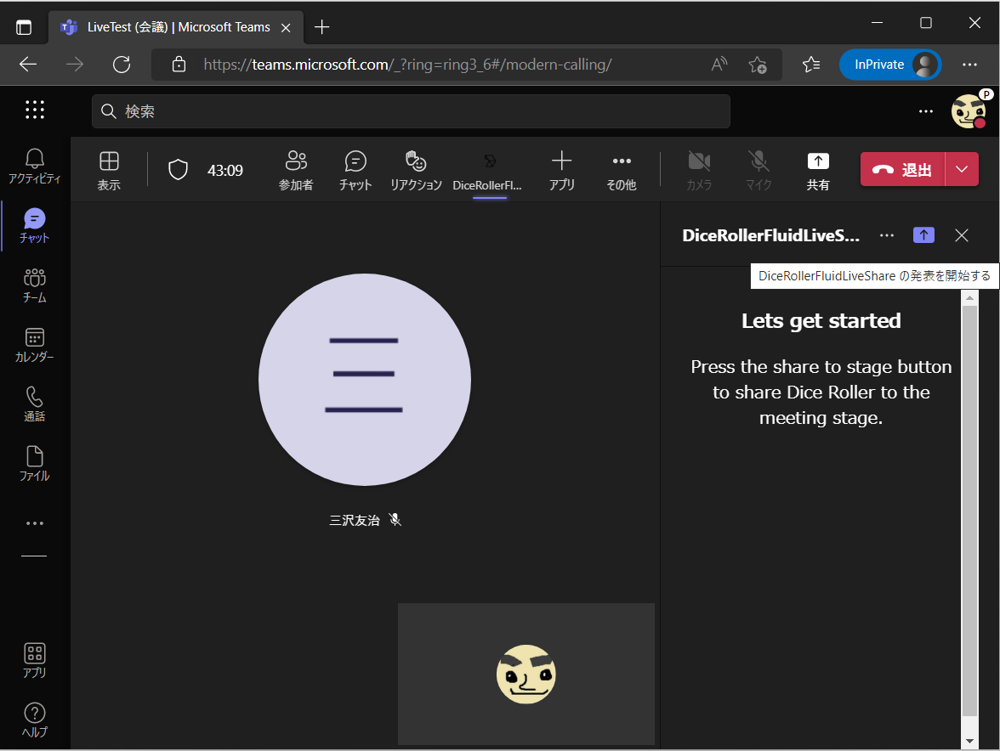 LiveTest (会議) | Microsoft Teams
https://teams.microsoft.com/_?ring=ring3_6#/modern-calling/
InPrivate
検索
P
アクティビティ
チャット
チーム
カレンダー
通話
ファイル
アプリ
ヘルプ
表示
43:09
参加者
チャット
リアクション
DiceRollerFl...
アプリ
その他
カメラ
マイク
共有
退出
三
三沢友治
DiceRollerFluidLiveS...
DiceRollerFluidLiveShare の発表を開始する
Lets get started
Press the share to stage button
to share Dice Roller to the
meeting stage.